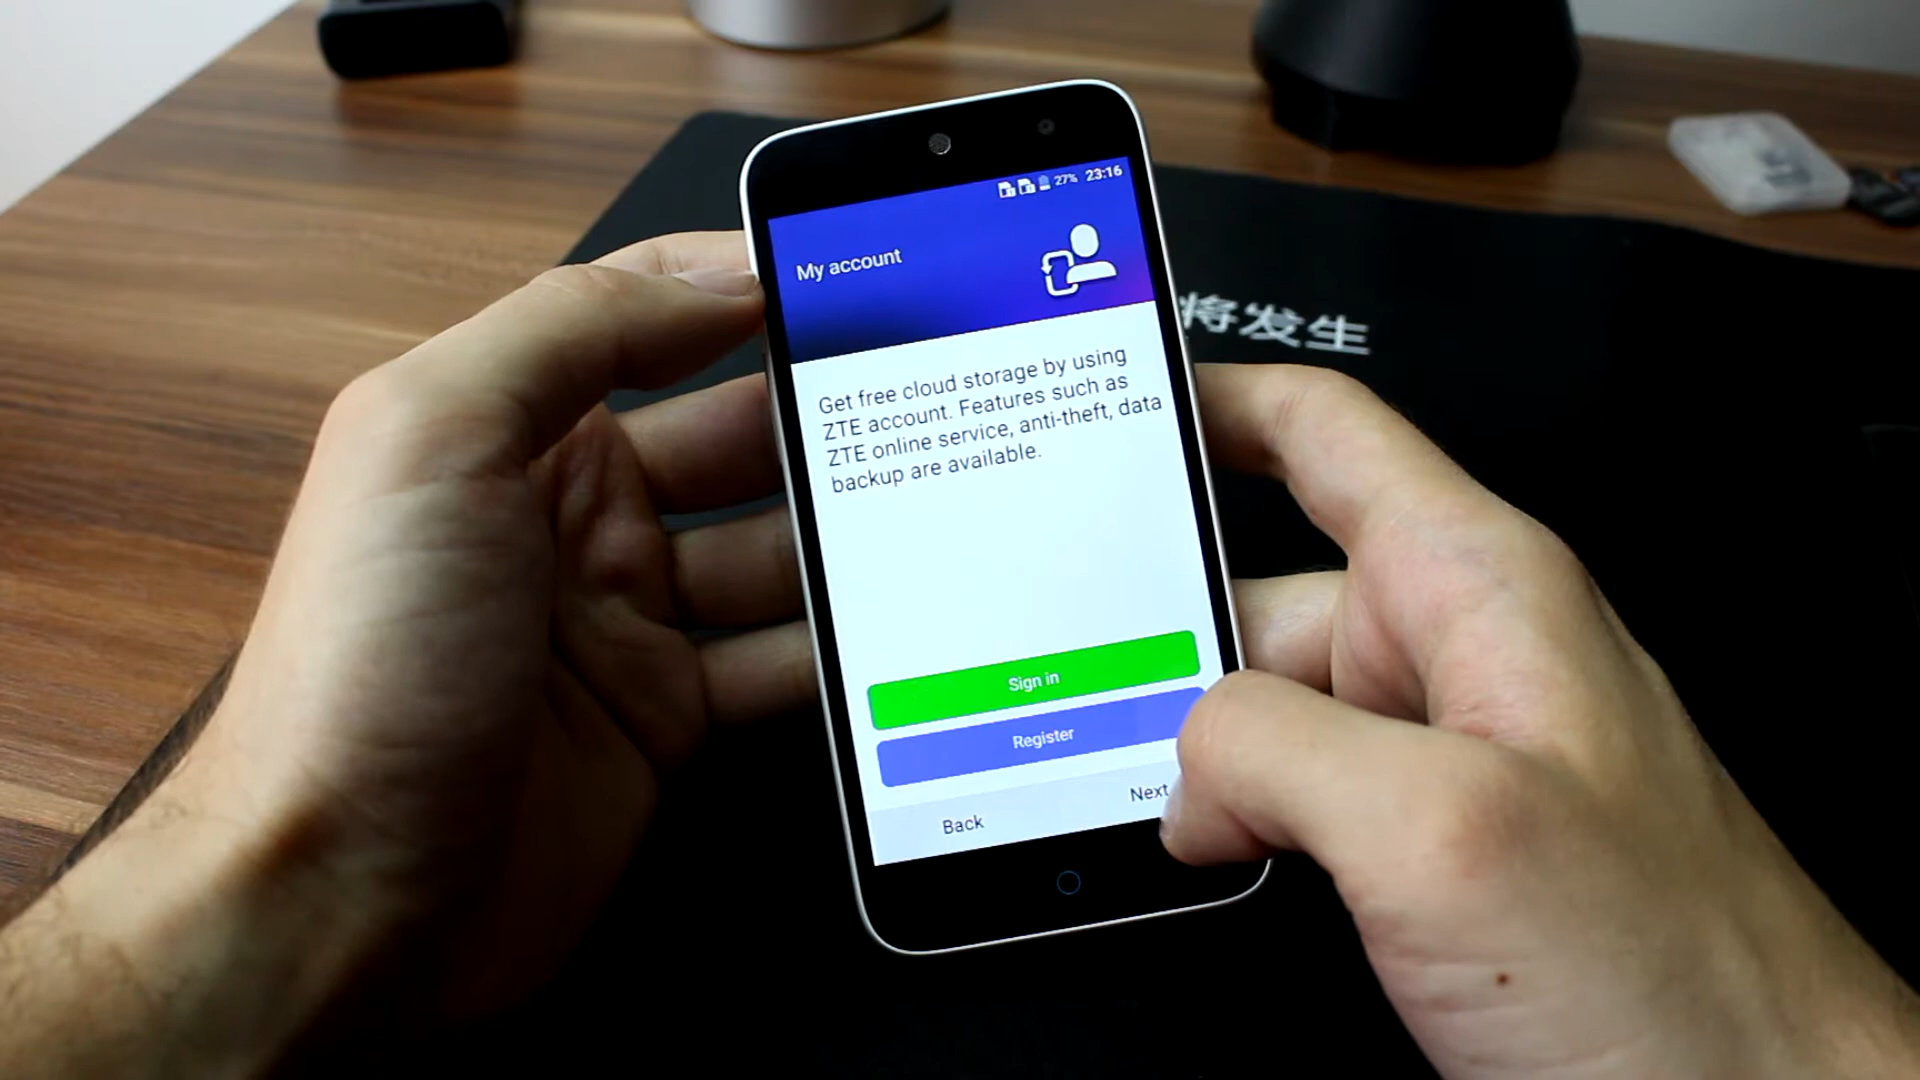 27% 23:16
My account
Get free cloud storage by using
ZTE account. Features such as
ZTE online service, anti-theft, data
backup are available.
Sign in
Register
Back Next
将发生